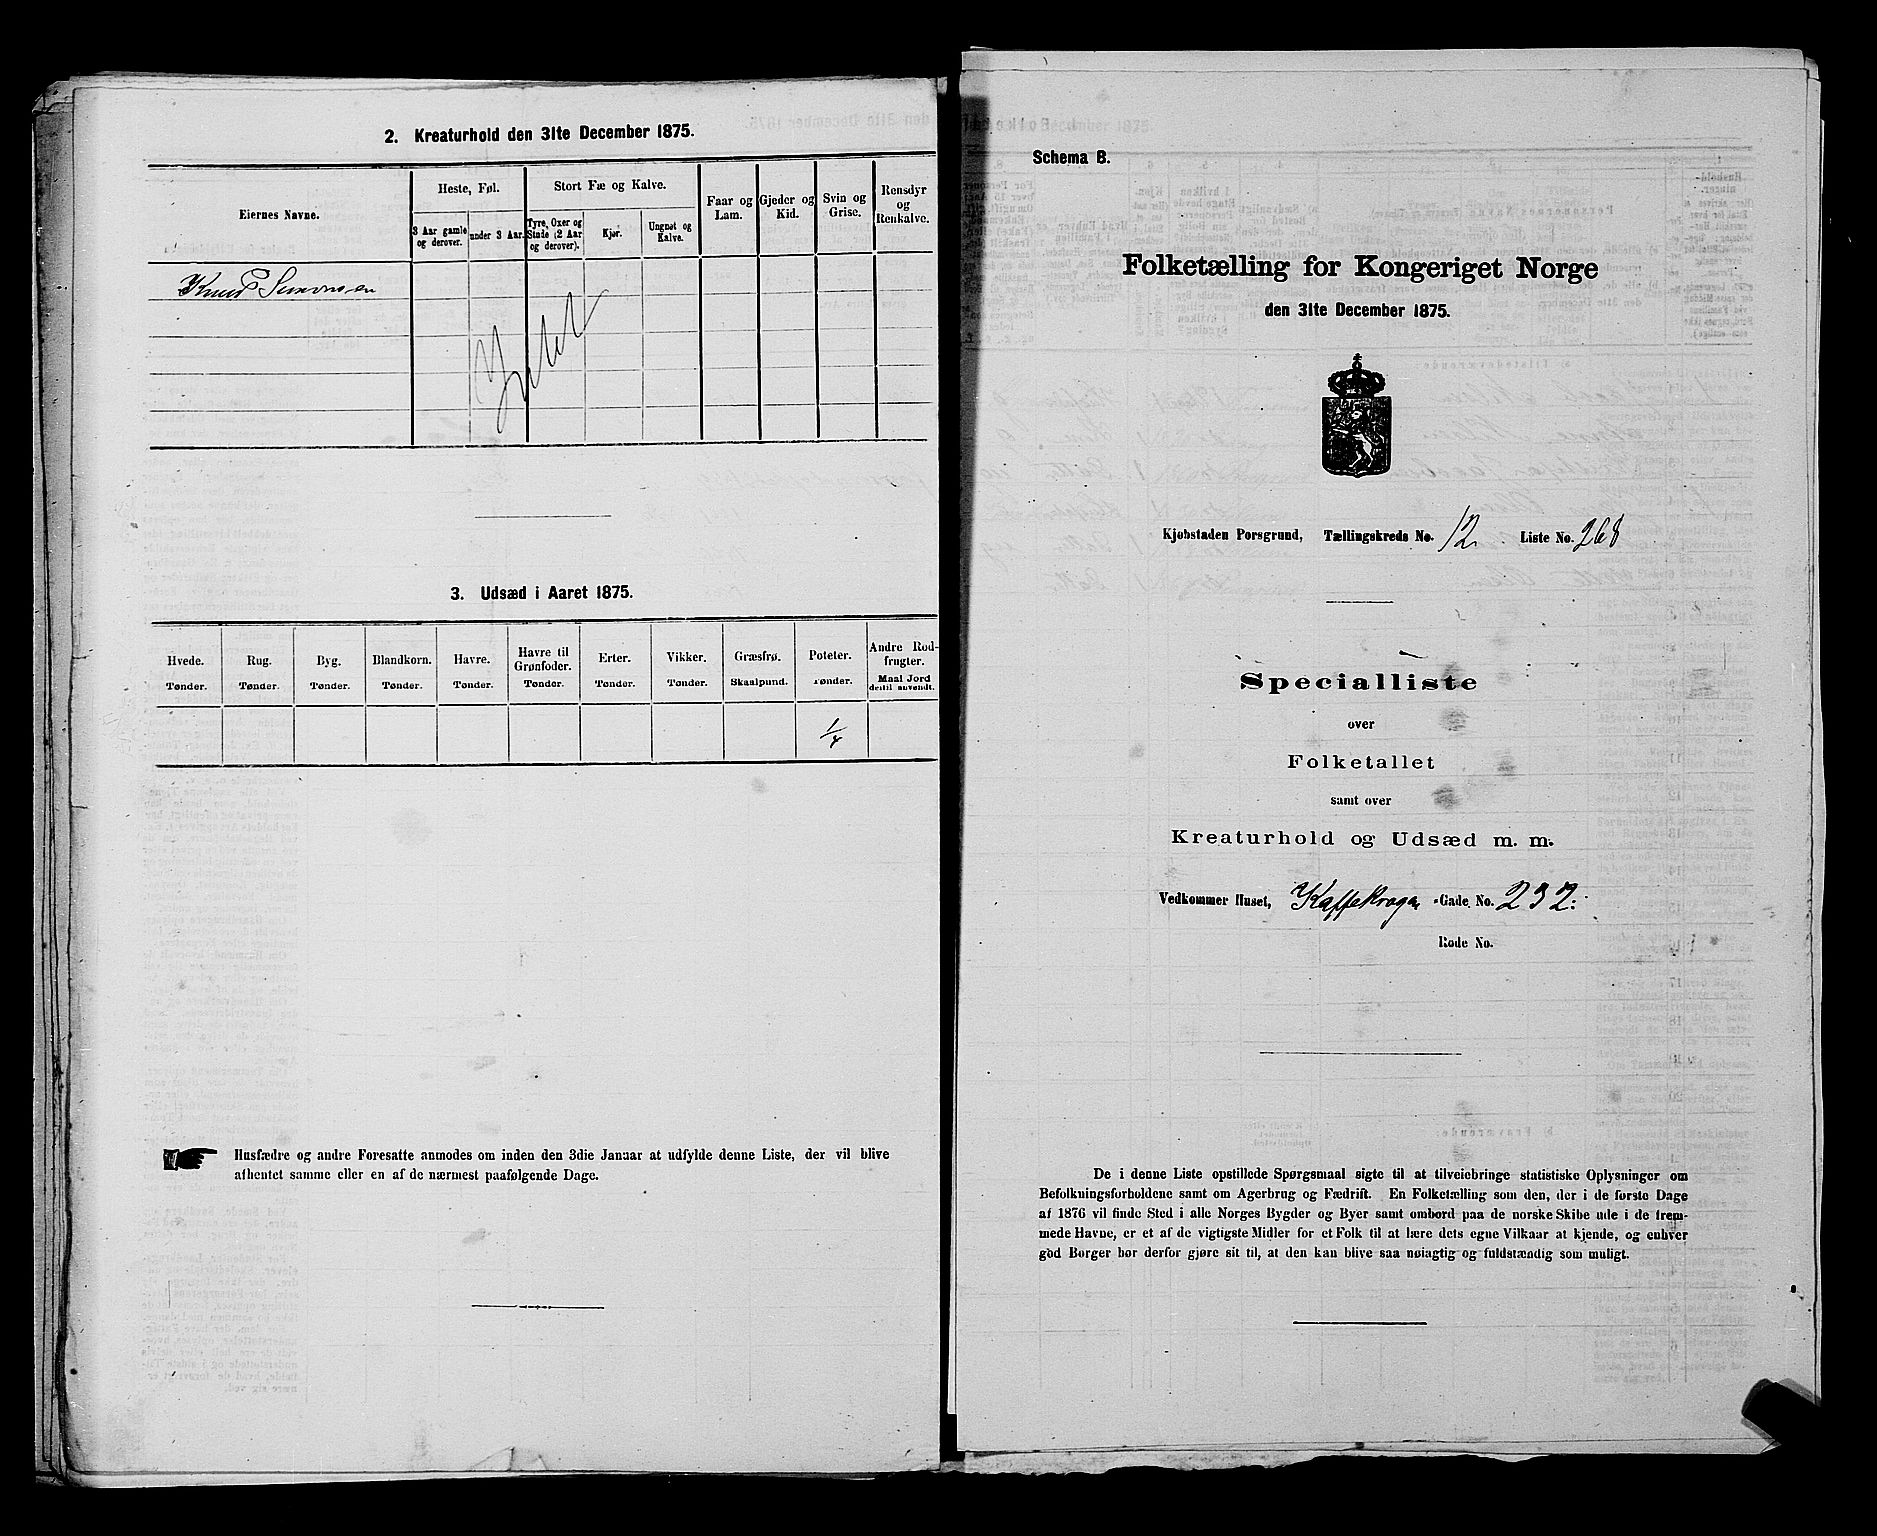 2. Kreaturhold den 31te December 1875.
Eiernes Navne.
Heste, Føl.
3 Aar gamle og derover.
under 3 Aar.
Stort Fæ og Kalve.
Tyre, Oxer og Stude (2 Aar og derover).
Kjør.
Ungnøt og Kalve.
Faar og Lam.
Gjeder og Kid.
Svin og Grise.
Rensdyr og Renkalve.
Knud Simonsen
3. Udsæd i Aaret 1875.
Hvede. Tønder.
Rug. Tønder.
Byg. Tønder.
Blandkorn. Tønder.
Havre. Tønder.
Havre til Grønfoder. Tønder.
Erter. Tønder.
Vikker. Tønder.
Græsfrø. Skaalpund.
Poteter. Tønder.
Andre Rodfrugter. Maal Jord dertil anvendt.
1/4
Husfædre og andre Foresatte anmodes om inden den 3die Januar at udfylde denne Liste, der vil blive
afhentet samme eller en af de nærmest paafølgende Dage.
Schema B.
Folketælling for Kongeriget Norge
den 31te December 1875.
Kjøbstaden Porsgrund, Tællingskreds No. 12. Liste No. 268
Specialliste
over
Folketallet
samt over
Kreaturhold og Udsæd m. m.
Vedkommer Huset, Kaffekrogen -Gade No. 232.
Rode No.
De i denne Liste opstillede Spørgsmaal sigte til at tilveiebringe statistiske Oplysninger om
Befolkningsforholdene samt om Agerbrug og Fædrift. En Folketælling som den, der i de første Dage
af 1876 vil finde Sted i alle Norges Bygder og Byer samt ombord paa de norske Skibe ude i de frem-
mede Havne, er et af de vigtigste Midler for et Folk til at lære dets egne Vilkaar at kjende, og enhver
god Borger bør derfor gjøre sit til, at den kan blive saa nøiagtig og fuldstændig som muligt.